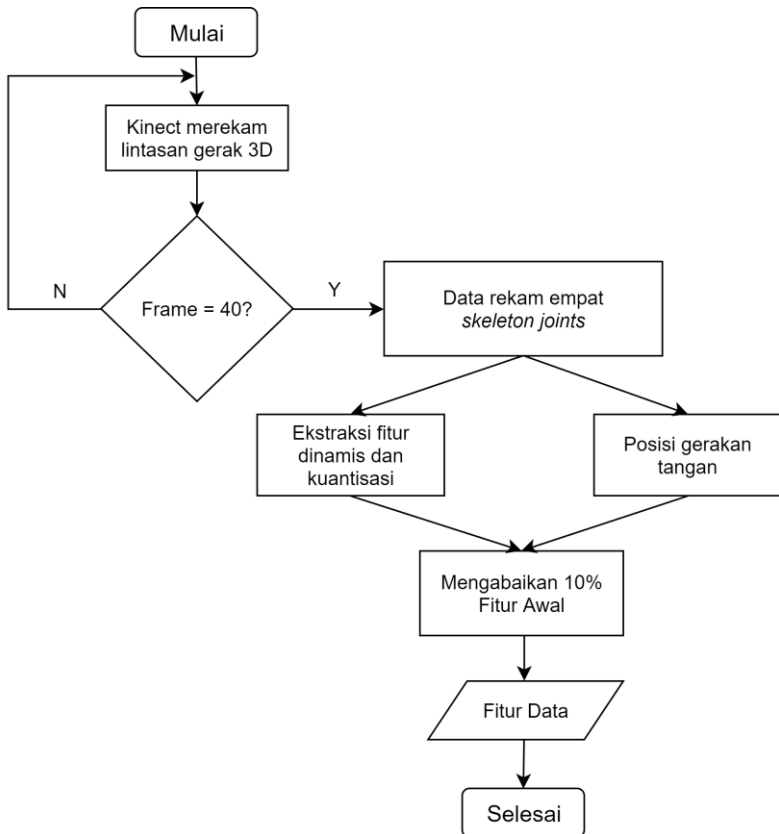 Mulai
Kinect merekam
lintasan gerak 3D
Frame = 40?
N
Y
Data rekam empat
skeleton joints
Ekstraksi fitur
dinamis dan
kuantisasi
Posisi gerakan
tangan
Mengabaikan 10%
Fitur Awal
Fitur Data
Selesai